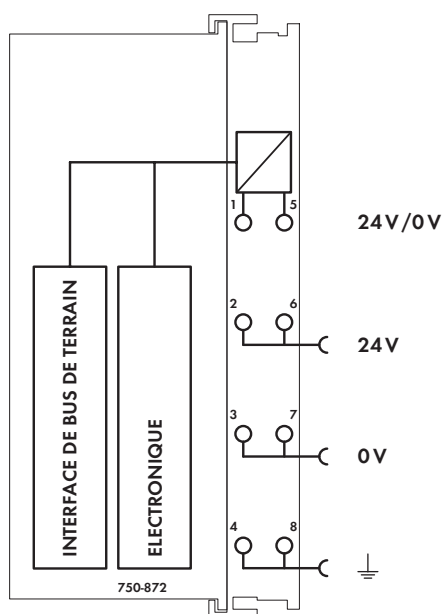 1 5
24V/0V
2 6
24V
3 7
0V
4 8
INTERFACE DE BUS DE TERRAIN
ELECTRONIQUE
750-872